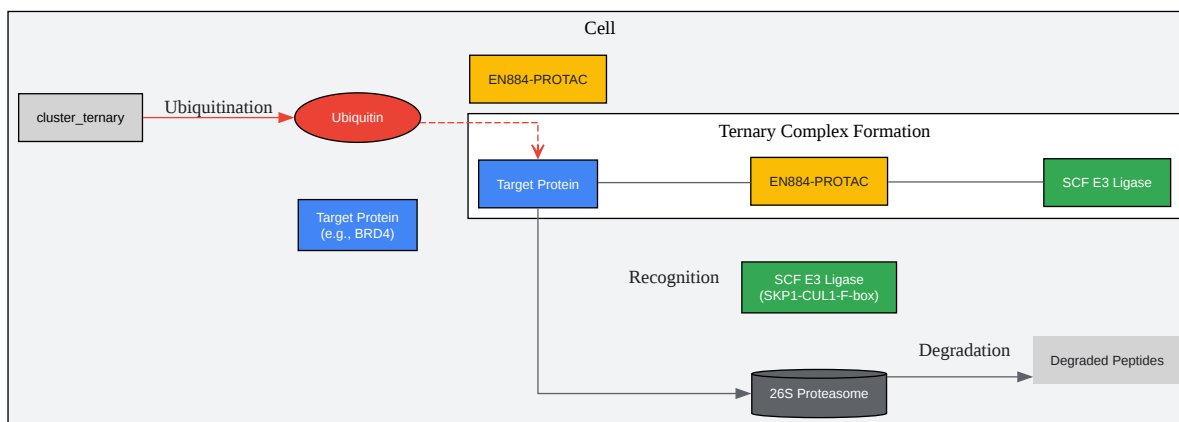 Cell
EN884-PROTAC
cluster_ternary
Ubiquitination
Ubiquitin
Ternary Complex Formation
Target Protein
EN884-PROTAC
SCF E3 Ligase
Target Protein
(e.g., BRD4)
Recognition
SCF E3 Ligase
(SKP1-CUL1-F-box)
Degradation
Degraded Peptides
26S Proteasome